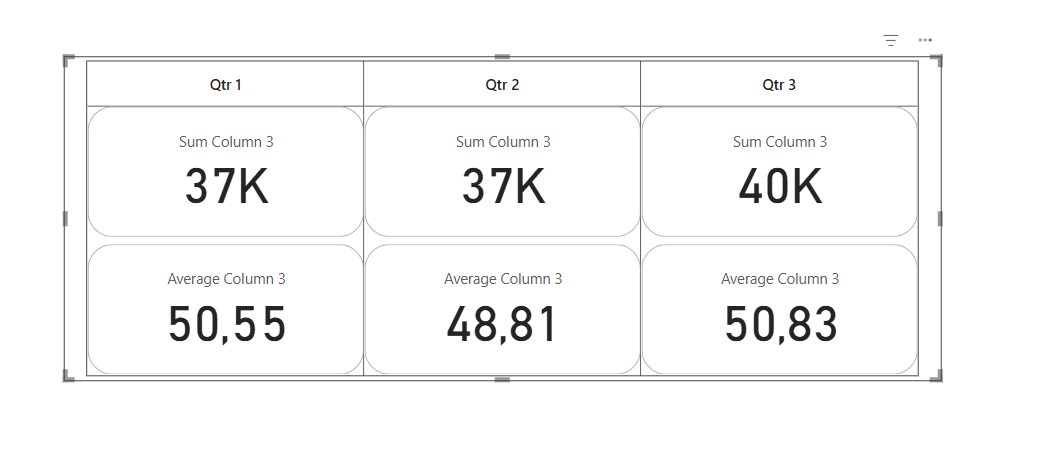 Qtr 1 Qtr 2 Qtr 3
Sum Column 3 Sum Column 3 Sum Column 3
37K 37K 40K
Average Column 3 Average Column 3 Average Column 3
50,55 48,81 50,83